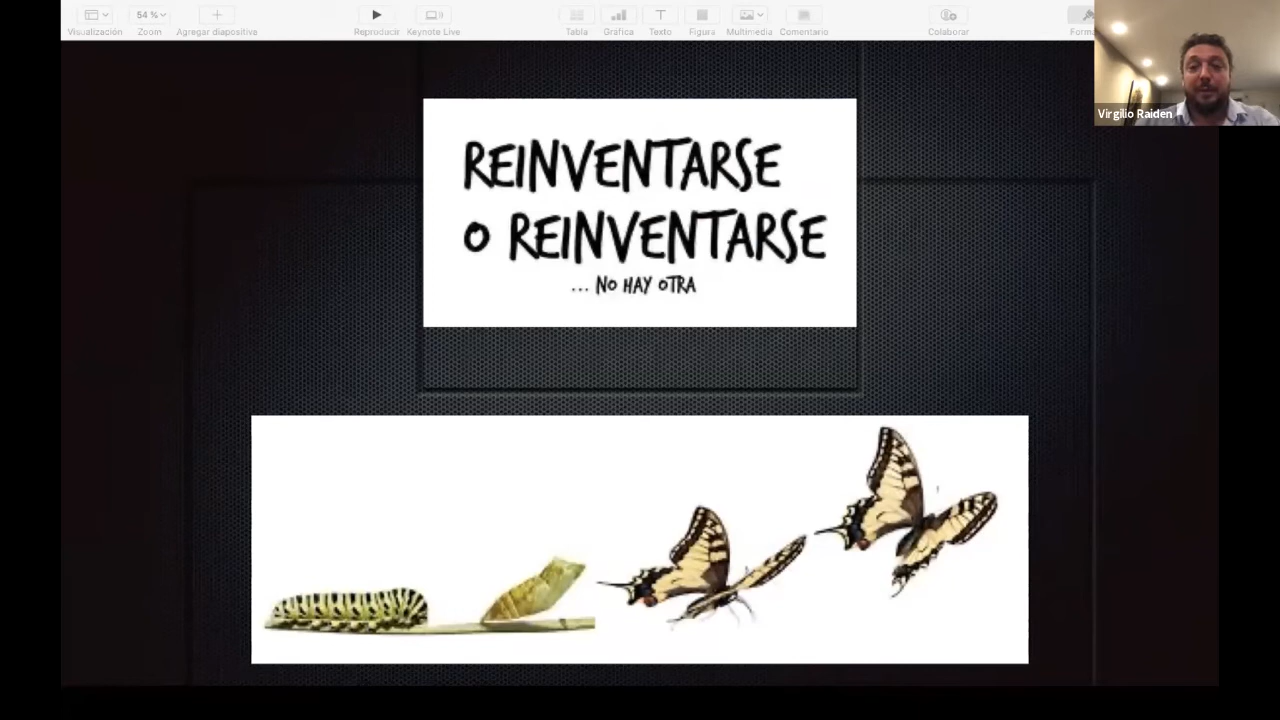 54 %
Visualización Zoom Agregar diapositiva Reproducir Keynote Live Tabla Gráfica Texto Figura Multimedia Comentario Colaborar
Virgilio Raiden
REINVENTARSE
O REINVENTARSE
... NO HAY OTRA